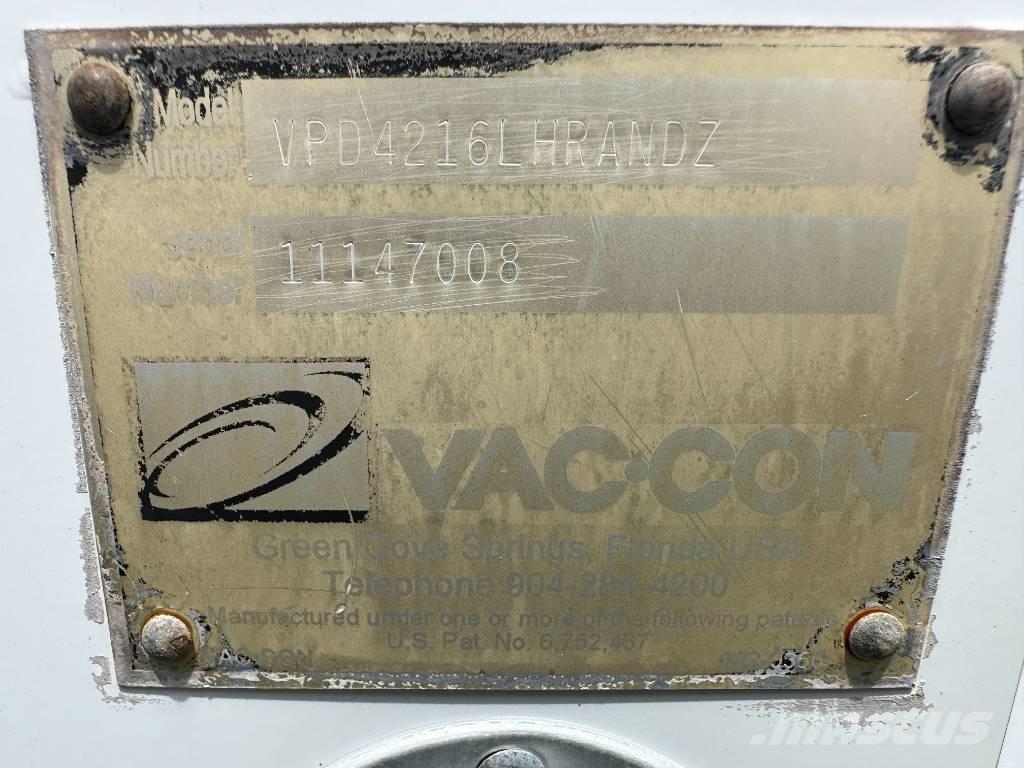 Model
Number VPD4216LHRANDZ
Serial
Number 11147008
VAC·CON
Green Cove Springs, Florida USA
Telephone 904-284-4200
Manufactured under one or more of the following patents
U.S. Pat. No. 6,752,467
mascus